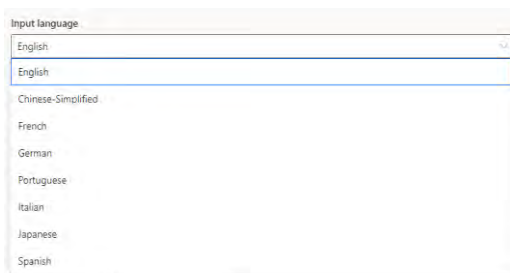 Input language
English
English
Chinese-Simplified
French
German
Portuguese
Italian
Japanese
Spanish